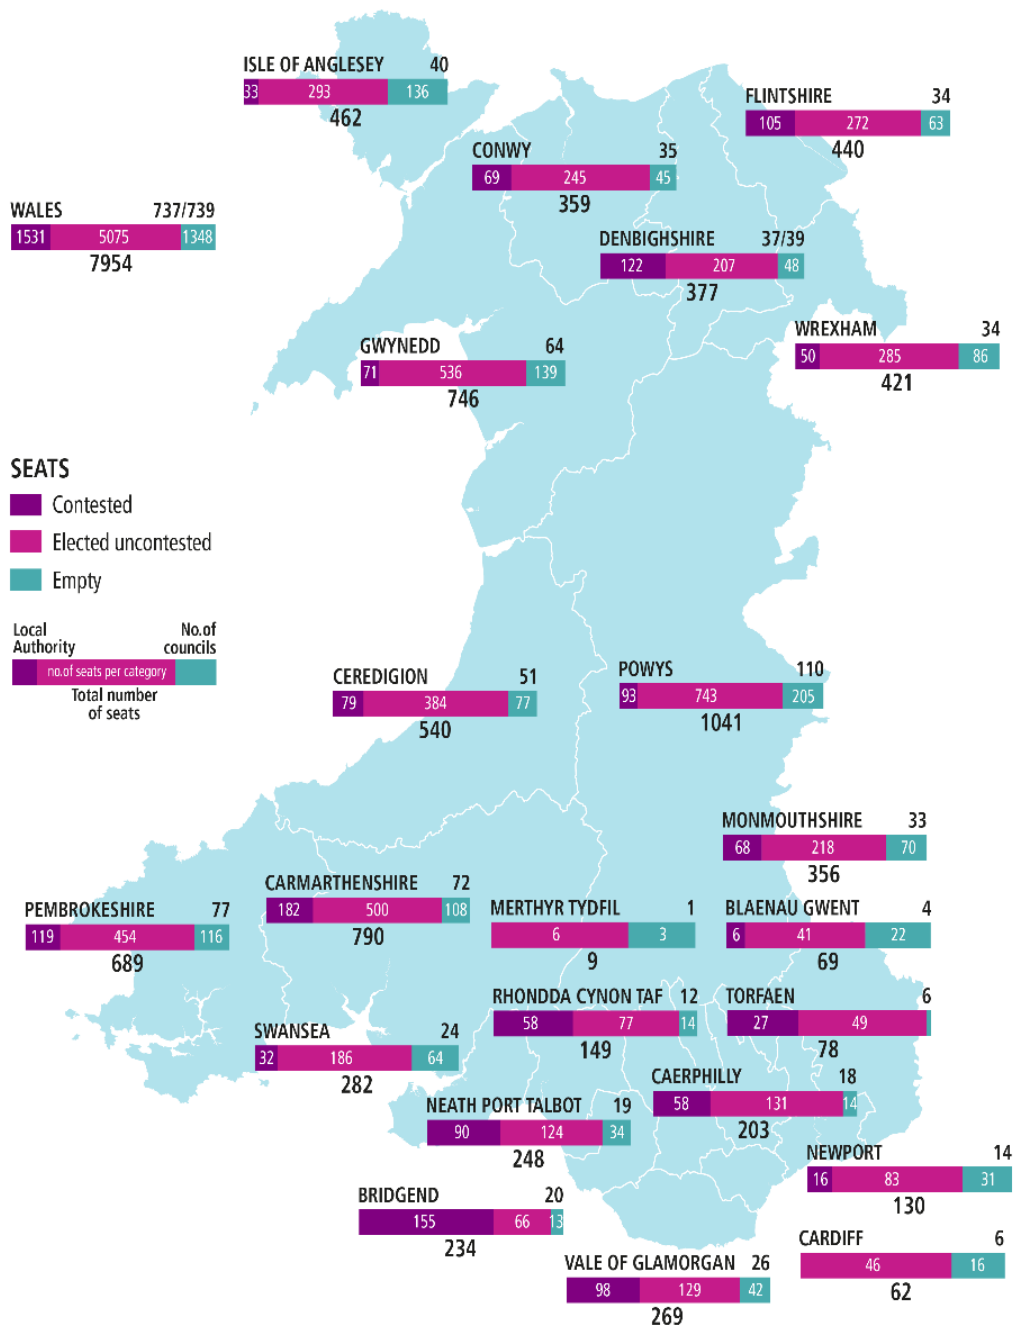 ISLE OF ANGLESEY 40
33 293 136
462
FLINTSHIRE 34
105 272 63
440
CONWY 35
69 245 45
359
WALES 737/739
1531 5075 1348
7954
DENBIGHSHIRE 37/39
122 207 48
377
WREXHAM 34
50 285 86
421
GWYNEDD 64
71 536 139
746
SEATS
Contested
Elected uncontested
Empty
Local No.of
Authority councils
no.of seats per category
Total number
of seats
CEREDIGION 51
79 384 77
540
POWYS 110
93 743 205
1041
MONMOUTHSHIRE 33
68 218 70
356
CARMARTHENSHIRE 72
182 500 108
790
PEMBROKESHIRE 77
119 454 116
689
MERTHYR TYDFIL 1
6 3
9
BLAENAU GWENT 4
6 41 22
69
RHONDDA CYNON TAF 12
58 77 14
149
TORFAEN 6
27 49
78
SWANSEA 24
32 186 64
282
CAERPHILLY 18
58 131 14
203
NEATH PORT TALBOT 19
90 124 34
248
NEWPORT 14
16 83 31
130
BRIDGEND 20
155 66 13
234
CARDIFF 6
46 16
62
VALE OF GLAMORGAN 26
98 129 42
269